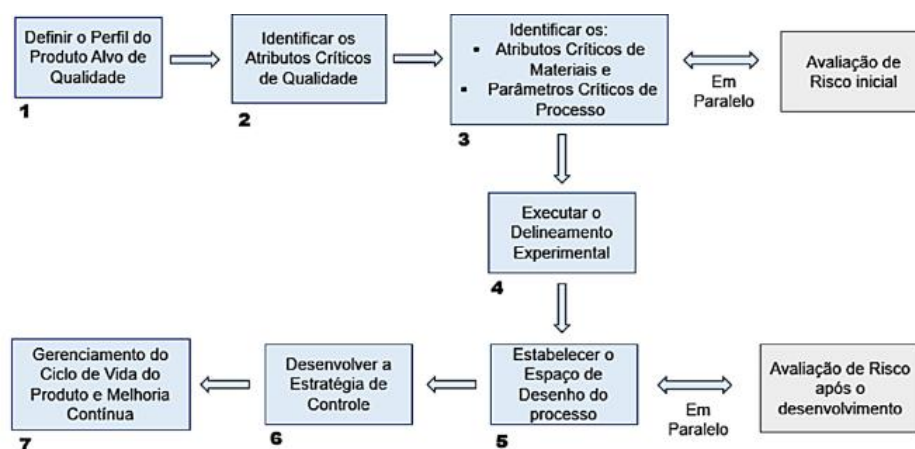 Definir o Perfil do
Produto Alvo de
Qualidade
1
Identificar os
Atributos Críticos
de Qualidade
2
Identificar os:
▪ Atributos Críticos de
Materiais e
▪ Parâmetros Críticos de
Processo
3
Em
Paralelo
Avaliação de
Risco inicial
Executar o
Delineamento
Experimental
4
Gerenciamento do
Ciclo de Vida do
Produto e Melhoria
Contínua
7
Desenvolver a
Estratégia de
Controle
6
Estabelecer o
Espaço de
Desenho do processo
5
Em
Paralelo
Avaliação de Risco
após o
desenvolvimento